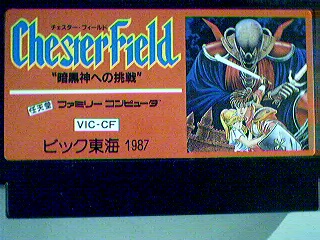 チェスター・フィールド
Chester Field
"暗黒神への挑戦"
任天堂 ファミリーコンピュータ
VIC-CF
ビック東海 1987